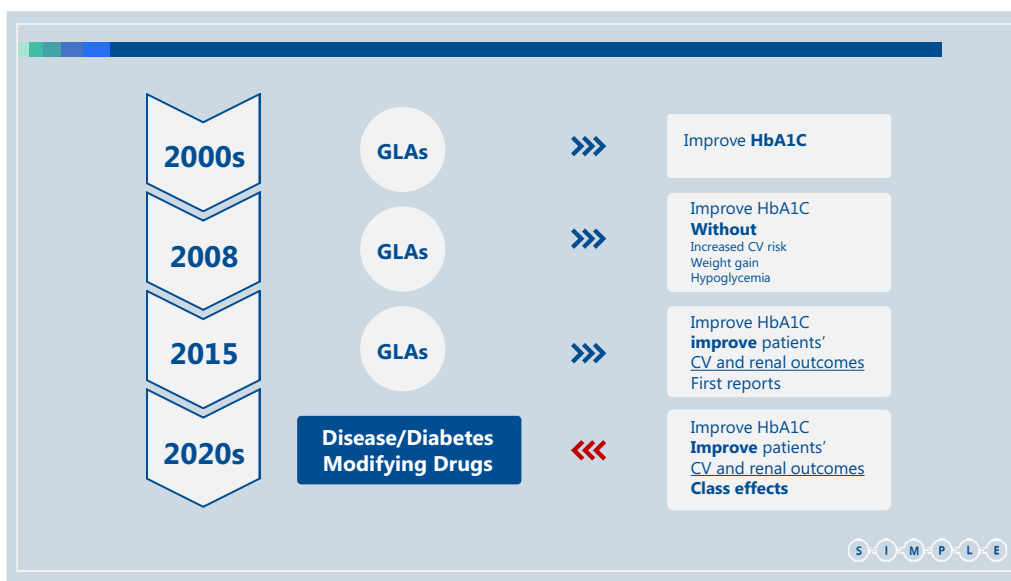 2000s
GLAs
Improve HbA1C
2008
GLAs
Improve HbA1C
Without
Increased CV risk
Weight gain
Hypoglycemia
2015
GLAs
Improve HbA1C
improve patients’
CV and renal outcomes
First reports
2020s
Disease/Diabetes
Modifying Drugs
Improve HbA1C
Improve patients’
CV and renal outcomes
Class effects
S I M P L E